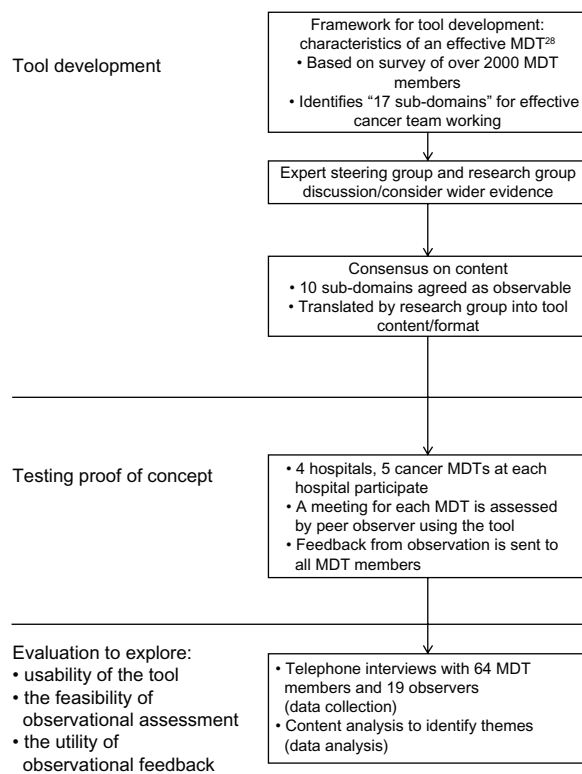 Tool development
Framework for tool development:
characteristics of an effective MDT²⁸
• Based on survey of over 2000 MDT
members
• Identifies “17 sub-domains” for effective
cancer team working
Expert steering group and research group
discussion/consider wider evidence
Consensus on content
• 10 sub-domains agreed as observable
• Translated by research group into tool
content/format
Testing proof of concept
• 4 hospitals, 5 cancer MDTs at each
hospital participate
• A meeting for each MDT is assessed
by peer observer using the tool
• Feedback from observation is sent to
all MDT members
Evaluation to explore:
• usability of the tool
• the feasibility of
observational assessment
• the utility of
observational feedback
• Telephone interviews with 64 MDT
members and 19 observers
(data collection)
• Content analysis to identify themes
(data analysis)